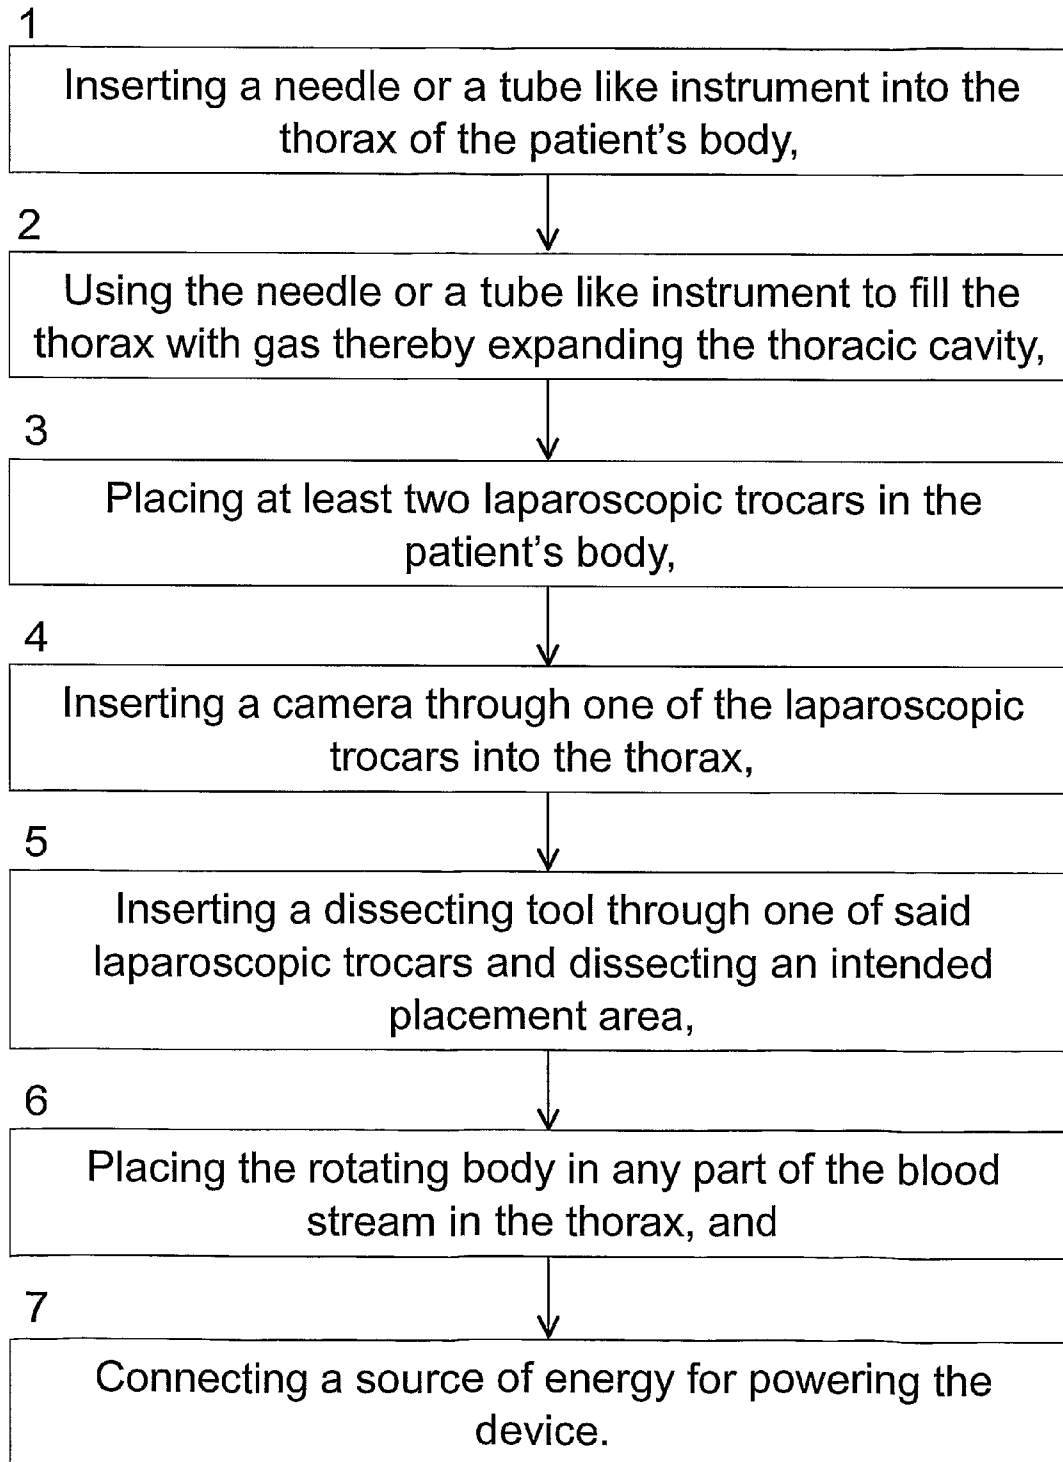 1
Inserting a needle or a tube like instrument into the
thorax of the patient's body,
2
Using the needle or a tube like instrument to fill the
thorax with gas thereby expanding the thoracic cavity,
3
Placing at least two laparoscopic trocars in the
patient's body,
4
Inserting a camera through one of the laparoscopic
trocars into the thorax,
5
Inserting a dissecting tool through one of said
laparoscopic trocars and dissecting an intended
placement area,
6
Placing the rotating body in any part of the blood
stream in the thorax, and
7
Connecting a source of energy for powering the
device.